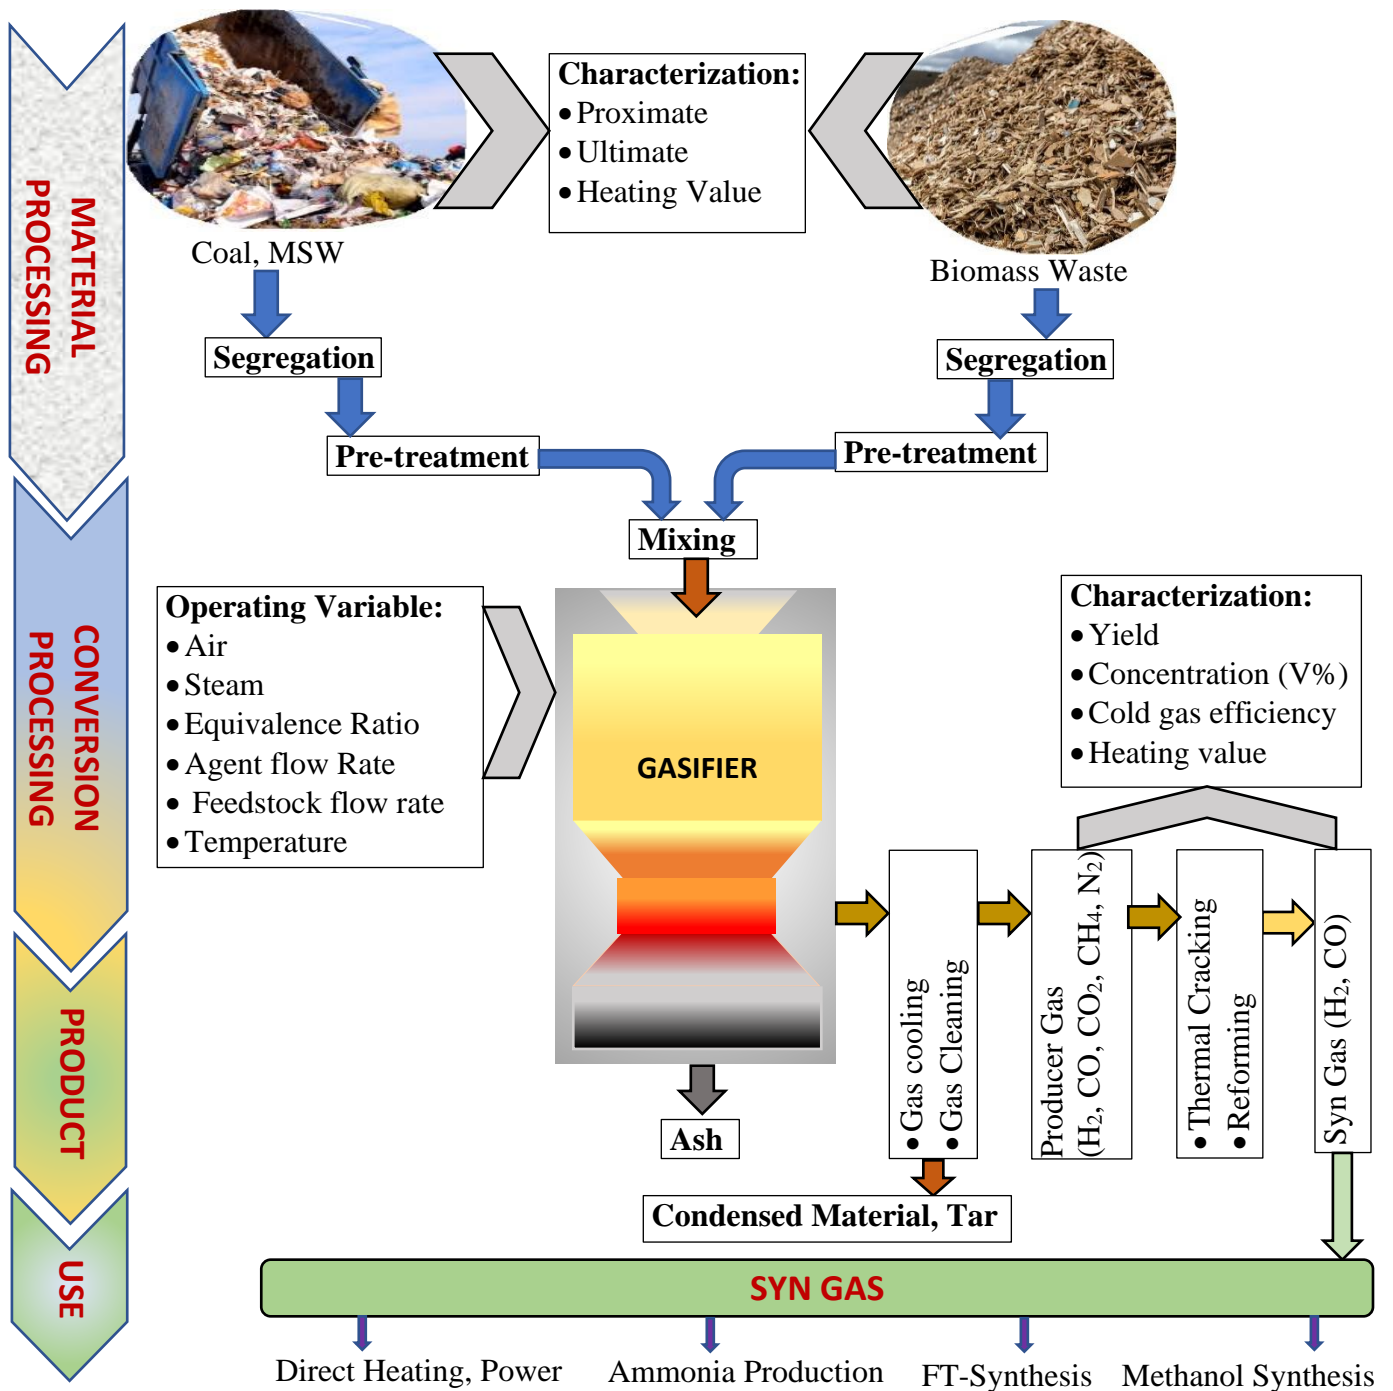 MATERIAL
PROCESSING
CONVERSION
PROCESSING
PRODUCT
USE
Characterization:
• Proximate
• Ultimate
• Heating Value
Coal, MSW
Biomass Waste
Segregation
Segregation
Pre-treatment
Pre-treatment
Mixing
Operating Variable:
• Air
• Steam
• Equivalence Ratio
• Agent flow Rate
• Feedstock flow rate
• Temperature
GASIFIER
Characterization:
• Yield
• Concentration (V%)
• Cold gas efficiency
• Heating value
• Gas cooling
• Gas Cleaning
Producer Gas
(H₂, CO, CO₂, CH₄, N₂)
• Thermal Cracking
• Reforming
Syn Gas (H₂, CO)
Ash
Condensed Material, Tar
SYN GAS
Direct Heating, Power
Ammonia Production
FT-Synthesis
Methanol Synthesis